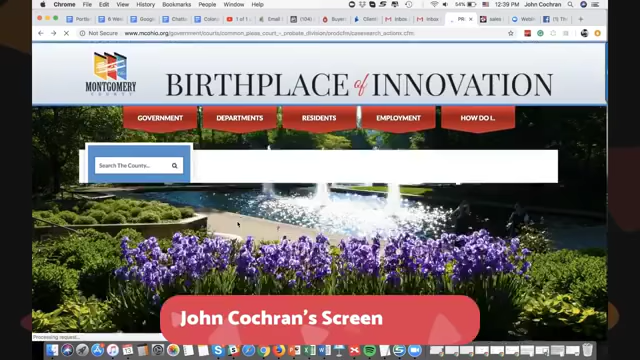 Chrome File Edit View History Bookmarks People Window Help
54% 12:39 PM John Cochran
Not Secure www.mcohio.org/government/courts/common_pleas_court_-_probate_division/prodcfm/casesearch_actions.cfm
MONTGOMERY
COUNTY
BIRTHPLACE of INNOVATION
GOVERNMENT DEPARTMENTS RESIDENTS EMPLOYMENT HOW DO I...
Search The County...
John Cochran's Screen
Processing request...